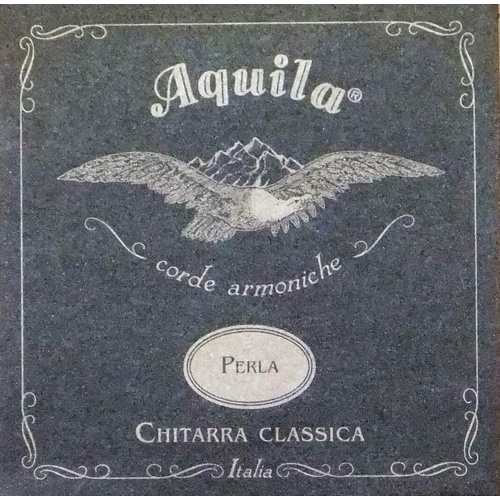 Aquila®
corde armoniche
PERLA
CHITARRA CLASSICA
Italia